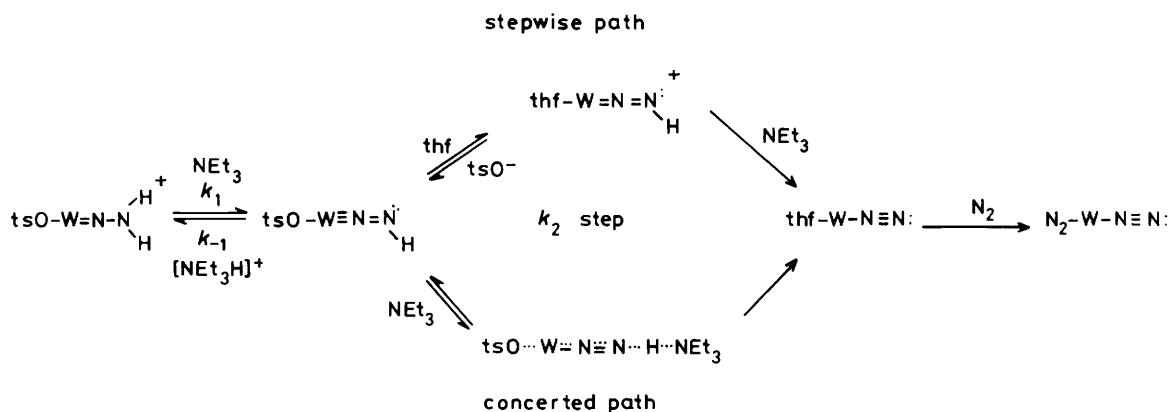 stepwise path
thf–W=N=N:
+
H
NEt₃
thf
tsO⁻
NEt₃
k₁
tsO–W=N–N
H
+
H
k₋₁
[NEt₃H]⁺
tsO–W≡N=N:
H
k₂ step
thf–W–N≡N:
N₂
N₂–W–N≡N:
NEt₃
tsO···W=N=N···H···NEt₃
concerted path